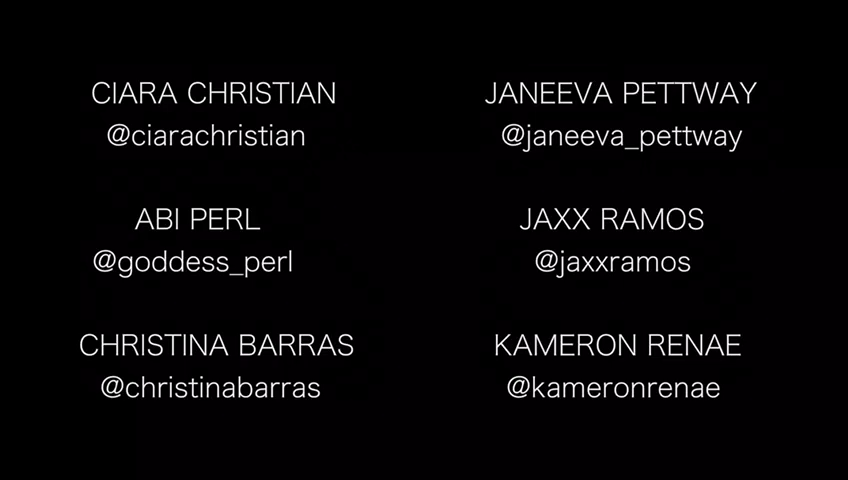 CIARA CHRISTIAN
@ciarachristian
JANEEVA PETTWAY
@janeeva_pettway
ABI PERL
@goddess_perl
JAXX RAMOS
@jaxxramos
CHRISTINA BARRAS
@christinabarras
KAMERON RENAE
@kameronrenae